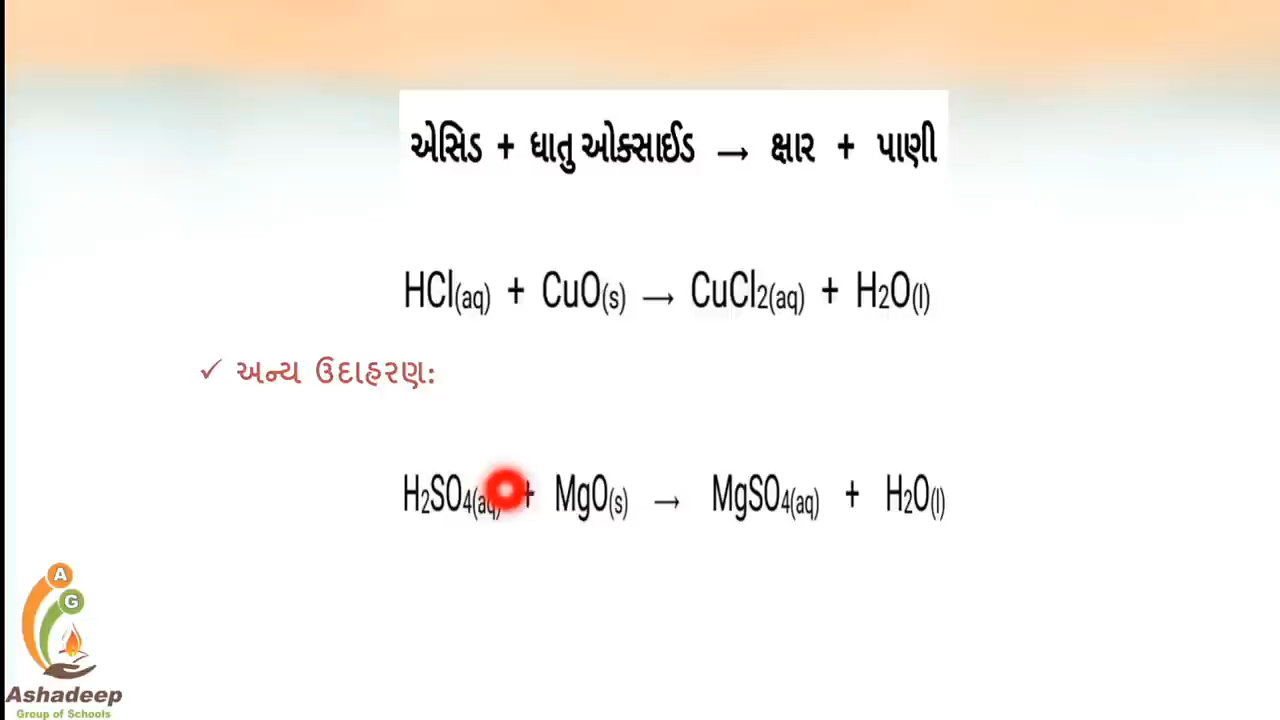 એસિડ + ધાતુ ઓક્સાઈડ → ક્ષાર + પાણી
HCl(aq) + CuO(s) → CuCl2(aq) + H2O(l)
✓ અન્ય ઉદાહરણ:
H2SO4(aq) + MgO(s) → MgSO4(aq) + H2O(l)
A
G
Ashadeep
Group of Schools